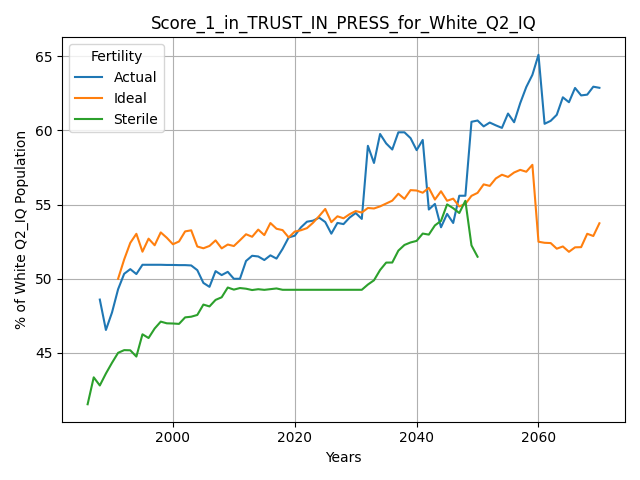 Score_1_in_TRUST_IN_PRESS_for_White_Q2_IQ
Fertility
Actual
Ideal
Sterile
% of White Q2_IQ Population
65
60
55
50
45
2000
2020
2040
2060
Years